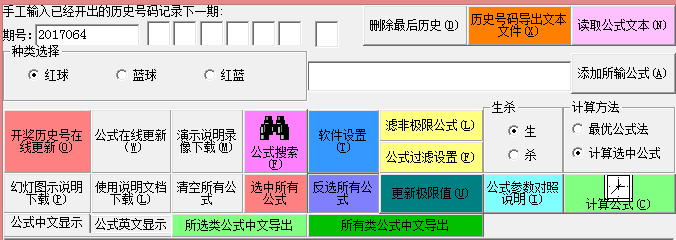 手工输入已经开出的历史号码记录下一期:
期号: 2017064
删除最后历史(D)
历史号码导出文本
文件(X)
读取公式文本(N)
种类选择
红球
蓝球
红蓝
添加所输公式(A)
开奖历史号在
线更新(O)
公式在线更新
(W)
演示说明录
像下载(M)
公式搜索
(F)
软件设置
(T)
滤非极限公式(L)
公式过滤设置(F)
生杀
生
杀
计算方法
最优公式法
计算选中公式
幻灯图示说明
下载(P)
使用说明文档
下载(L)
清空所有公
式
选中所有
公式
反选所有
公式
更新极限值(U)
公式参数对照
说明(I)
计算公式(C)
公式中文显示
公式英文显示
所选类公式中文导出
所有类公式中文导出